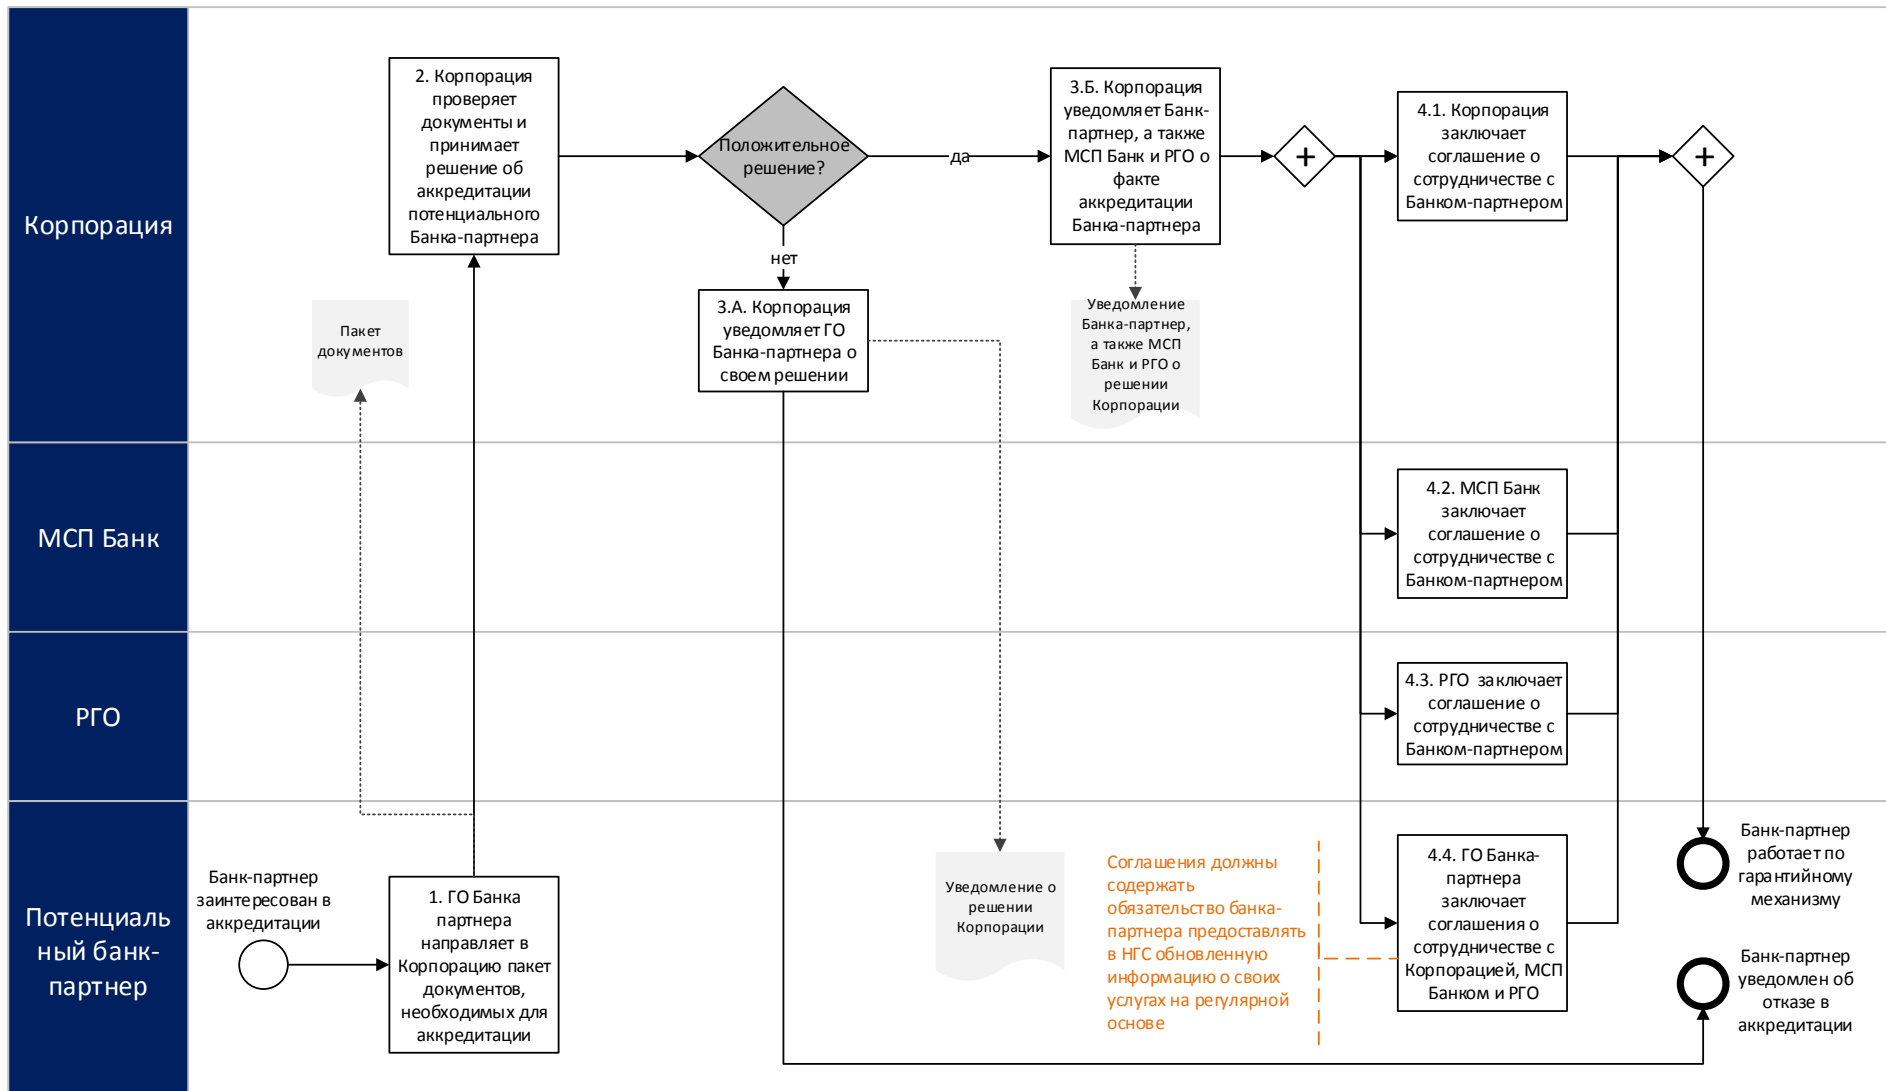 Корпорация
2. Корпорация
проверяет
документы и
принимает
решение об
аккредитации
потенциального
Банка-партнера
Положительное
решение?
да
нет
3.Б. Корпорация
уведомляет Банк-
партнер, а также
МСП Банк и РГО о
факте
аккредитации
Банка-партнера
+
4.1. Корпорация
заключает
соглашение о
сотрудничестве с
Банком-партнером
+
Пакет
документов
3.А. Корпорация
уведомляет ГО
Банка-партнера о
своем решении
Уведомление
Банка-партнер,
а также МСП
Банк и РГО о
решении
Корпорации
МСП Банк
4.2. МСП Банк
заключает
соглашение о
сотрудничестве с
Банком-партнером
РГО
4.3. РГО заключает
соглашение о
сотрудничестве с
Банком-партнером
Потенциаль
ный банк-
партнер
Банк-партнер
заинтересован в
аккредитации
1. ГО Банка
партнера
направляет в
Корпорацию пакет
документов,
необходимых для
аккредитации
Уведомление о
решении
Корпорации
Соглашения должны
содержать
обязательство банка-
партнера предоставлять
в НГС обновленную
информацию о своих
услугах на регулярной
основе
4.4. ГО Банка-
партнера
заключает
соглашения о
сотрудничестве с
Корпорацией, МСП
Банком и РГО
Банк-партнер
работает по
гарантийному
механизму
Банк-партнер
уведомлен об
отказе в
аккредитации